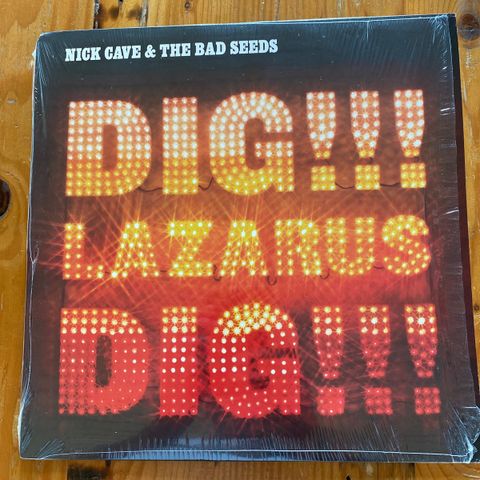 NICK CAVE & THE BAD SEEDS
DIG!!!
LAZARUS
DIG!!!